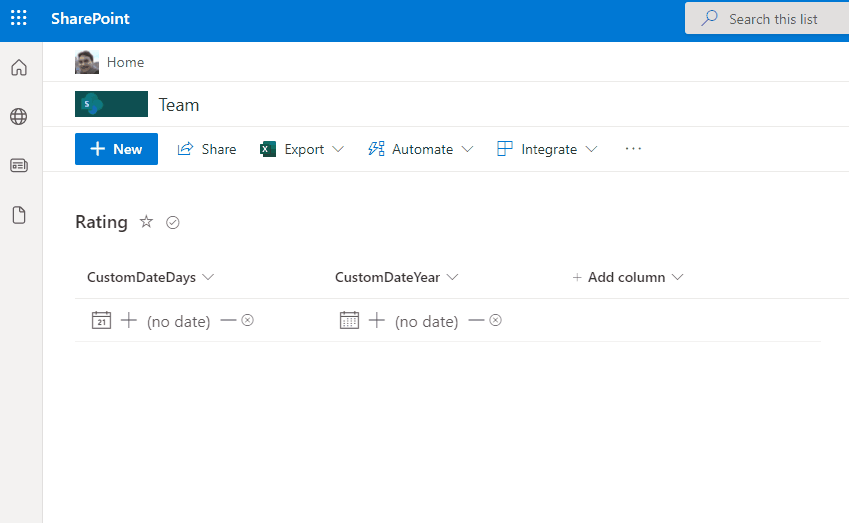 SharePoint
Search this list
Home
S
Team
New Share Export Automate Integrate ...
Rating
CustomDateDays CustomDateYear + Add column
21 (no date) (no date)